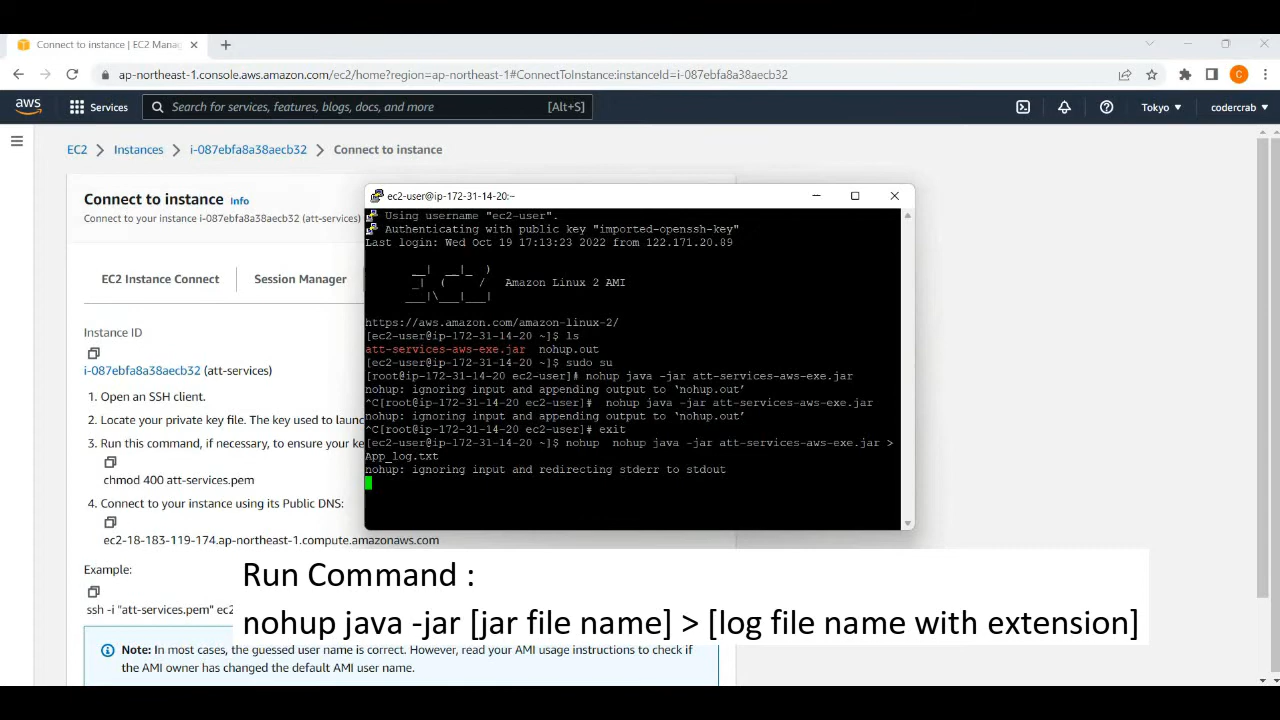 Connect to instance | EC2 Manag
ap-northeast-1.console.aws.amazon.com/ec2/home?region=ap-northeast-1#ConnectToInstance:instanceId=i-087ebfa8a38aecb32
C
aws
Services
Search for services, features, blogs, docs, and more
[Alt+S]
Tokyo
codercrab
EC2
Instances
i-087ebfa8a38aecb32
Connect to instance
Connect to instance Info
Connect to your instance i-087ebfa8a38aecb32 (att-services)
EC2 Instance Connect
Session Manager
Instance ID
i-087ebfa8a38aecb32 (att-services)
1. Open an SSH client.
2. Locate your private key file. The key used to launc
3. Run this command, if necessary, to ensure your ke
chmod 400 att-services.pem
4. Connect to your instance using its Public DNS:
ec2-18-183-119-174.ap-northeast-1.compute.amazonaws.com
Example:
ssh -i "att-services.pem" ec2
Note: In most cases, the guessed user name is correct. However, read your AMI usage instructions to check if
the AMI owner has changed the default AMI user name.
ec2-user@ip-172-31-14-20:~
Using username "ec2-user".
Authenticating with public key "imported-openssh-key"
Last login: Wed Oct 19 17:13:23 2022 from 122.171.20.89
__| __|_ )
_| ( / Amazon Linux 2 AMI
___|\___|___|
https://aws.amazon.com/amazon-linux-2/
[ec2-user@ip-172-31-14-20 ~]$ ls
att-services-aws-exe.jar nohup.out
[ec2-user@ip-172-31-14-20 ~]$ sudo su
[root@ip-172-31-14-20 ec2-user]# nohup java -jar att-services-aws-exe.jar
nohup: ignoring input and appending output to ‘nohup.out’
^C[root@ip-172-31-14-20 ec2-user]# nohup java -jar att-services-aws-exe.jar
nohup: ignoring input and appending output to ‘nohup.out’
^C[root@ip-172-31-14-20 ec2-user]# exit
[ec2-user@ip-172-31-14-20 ~]$ nohup nohup java -jar att-services-aws-exe.jar >
App_log.txt
nohup: ignoring input and redirecting stderr to stdout
Run Command :
nohup java -jar [jar file name] > [log file name with extension]